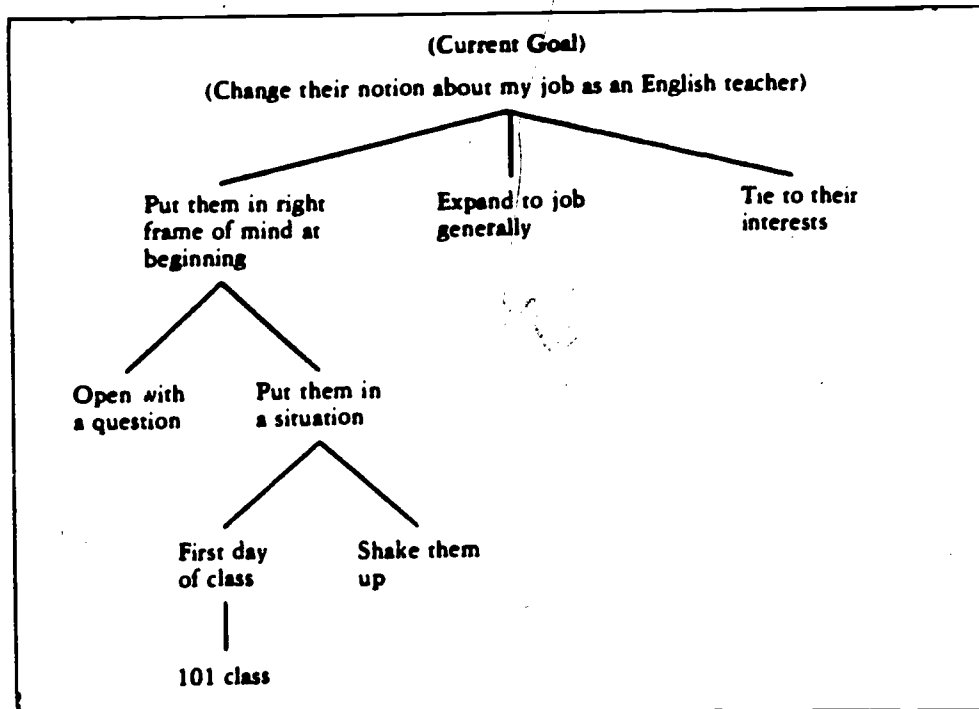 (Current Goal)
(Change their notion about my job as an English teacher)
Put them in right
frame of mind at
beginning
Expand to job
generally
Tie to their
interests
Open with
a question
Put them in
a situation
First day
of class
Shake them
up
101 class